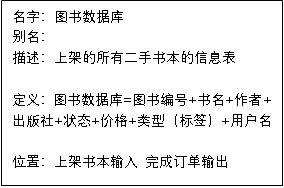 名字：图书数据库
别名：
描述：上架的所有二手书本的信息表
定义：图书数据库=图书编号+书名+作者+
出版社+状态+价格+类型（标签）+用户名
位置：上架书本输入 完成订单输出